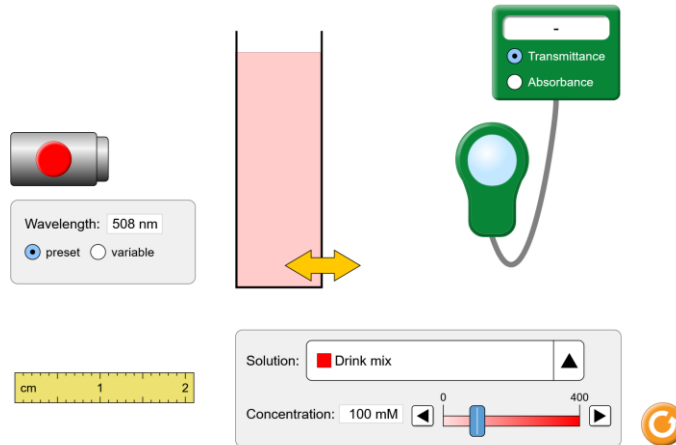 -
Transmittance
Absorbance
Wavelength: 508 nm
preset variable
cm 1 2
Solution: Drink mix
0 400
Concentration: 100 mM